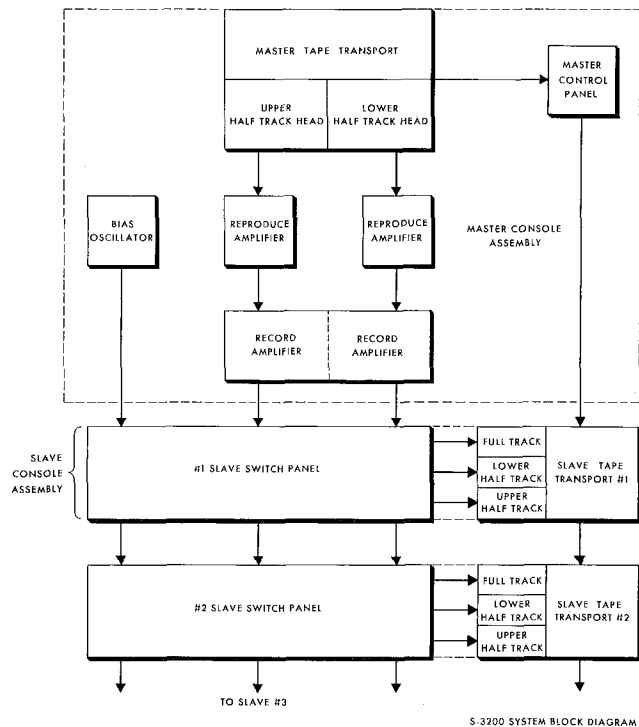 MASTER TAPE TRANSPORT
UPPER
HALF TRACK HEAD
LOWER
HALF TRACK HEAD
MASTER
CONTROL
PANEL
BIAS
OSCILLATOR
REPRODUCE
AMPLIFIER
REPRODUCE
AMPLIFIER
MASTER CONSOLE
ASSEMBLY
RECORD
AMPLIFIER
RECORD
AMPLIFIER
SLAVE
CONSOLE
ASSEMBLY
#1 SLAVE SWITCH PANEL
FULL TRACK
LOWER
HALF TRACK
UPPER
HALF TRACK
SLAVE TAPE
TRANSPORT #1
#2 SLAVE SWITCH PANEL
FULL TRACK
LOWER
HALF TRACK
UPPER
HALF TRACK
SLAVE TAPE
TRANSPORT #2
TO SLAVE #3
S-3200 SYSTEM BLOCK DIAGRAM